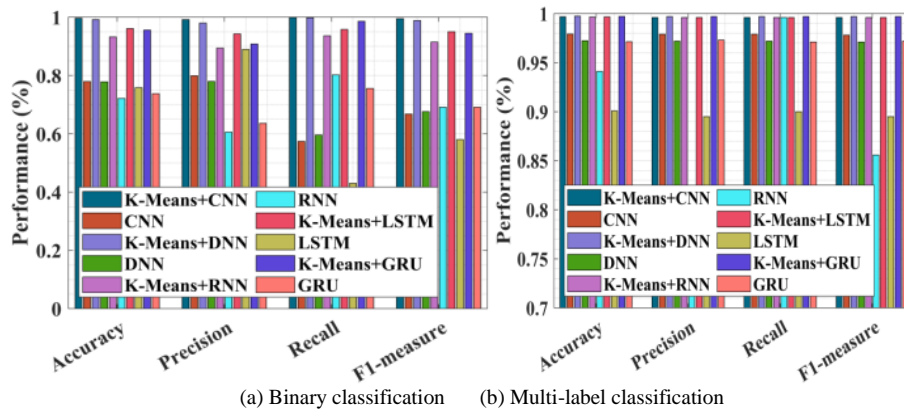 Performance (%)
1
0.8
0.6
0.4
0.2
0
K-Means+CNN
CNN
K-Means+DNN
DNN
K-Means+RNN
RNN
K-Means+LSTM
LSTM
K-Means+GRU
GRU
Accuracy
Precision
Recall
F1-measure
Performance (%)
1
0.95
0.9
0.85
0.8
0.75
0.7
K-Means+CNN
CNN
K-Means+DNN
DNN
K-Means+RNN
RNN
K-Means+LSTM
LSTM
K-Means+GRU
GRU
Accuracy
Precision
Recall
F1-measure
(a) Binary classification
(b) Multi-label classification